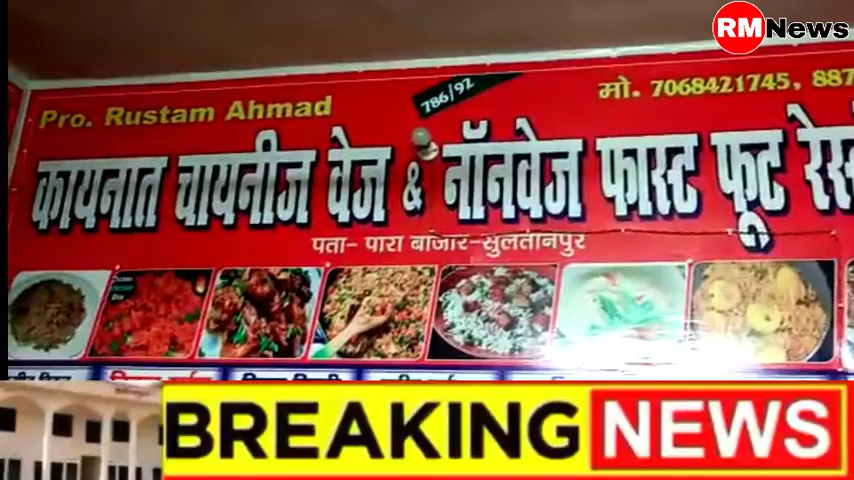 RMNews
Pro. Rustam Ahmad
786/92
मो. 7068421745, 887
कायनात चायनीज वेज & नॉनवेज फास्ट फूट
पता- पारा बाजार-सुलतानपुर
BREAKING NEWS